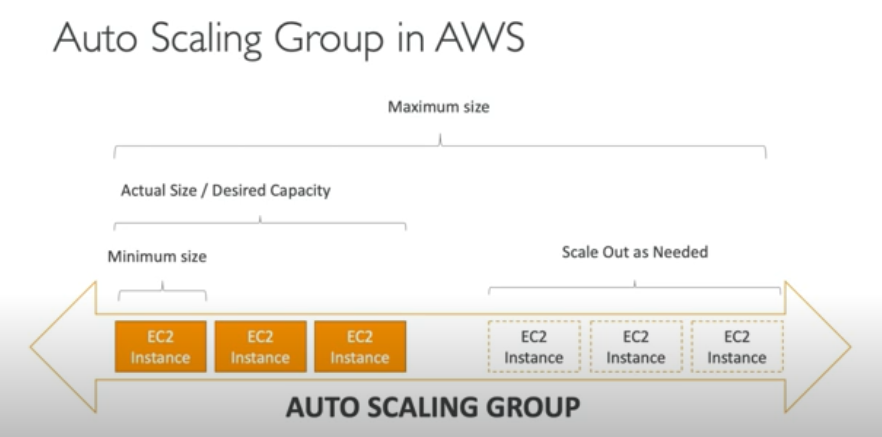 Auto Scaling Group in AWS
Maximum size
Actual Size / Desired Capacity
Minimum size
Scale Out as Needed
EC2
Instance
EC2
Instance
EC2
Instance
EC2
Instance
EC2
Instance
EC2
Instance
AUTO SCALING GROUP